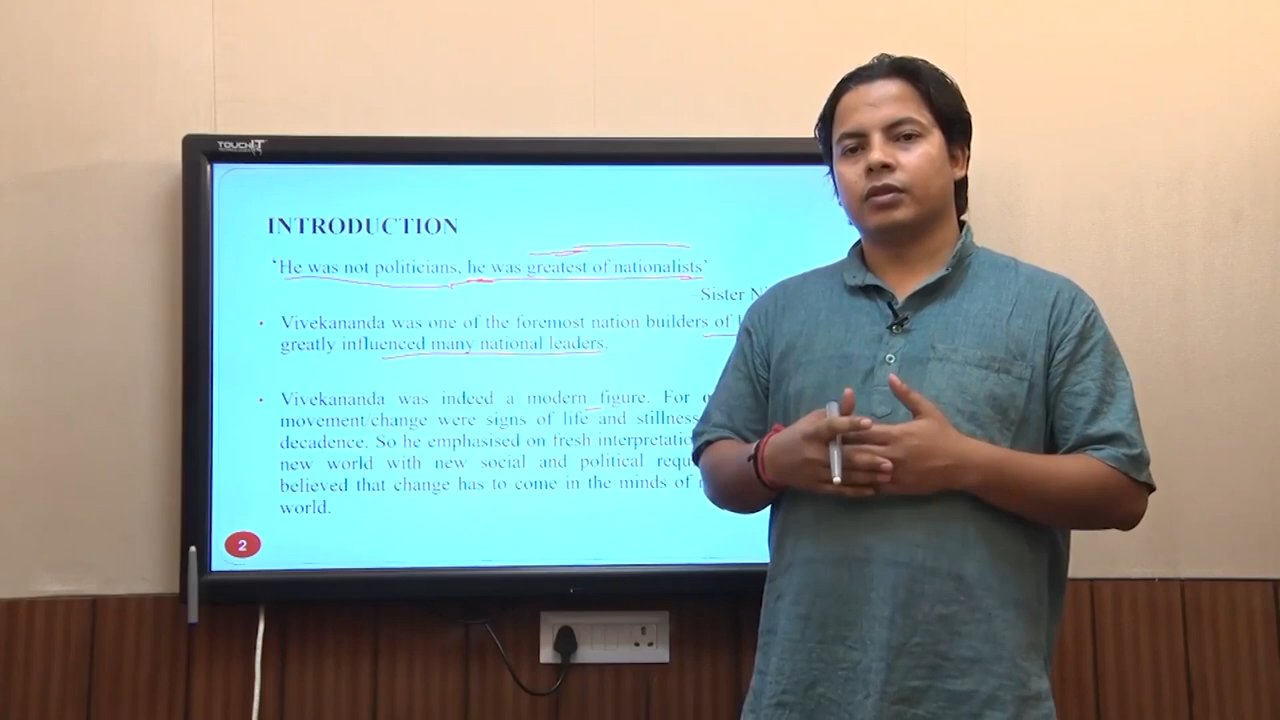 TOUCHIT
INTRODUCTION
‘He was not politicians, he was greatest of nationalists’
–Sister
Vivekananda was one of the foremost nation builders of
greatly influenced many national leaders.
Vivekananda was indeed a modern figure. For
movement/change were signs of life and stillness
decadence. So he emphasised on fresh
new world with new social and political
believed that change has to come in the minds of
world.
2